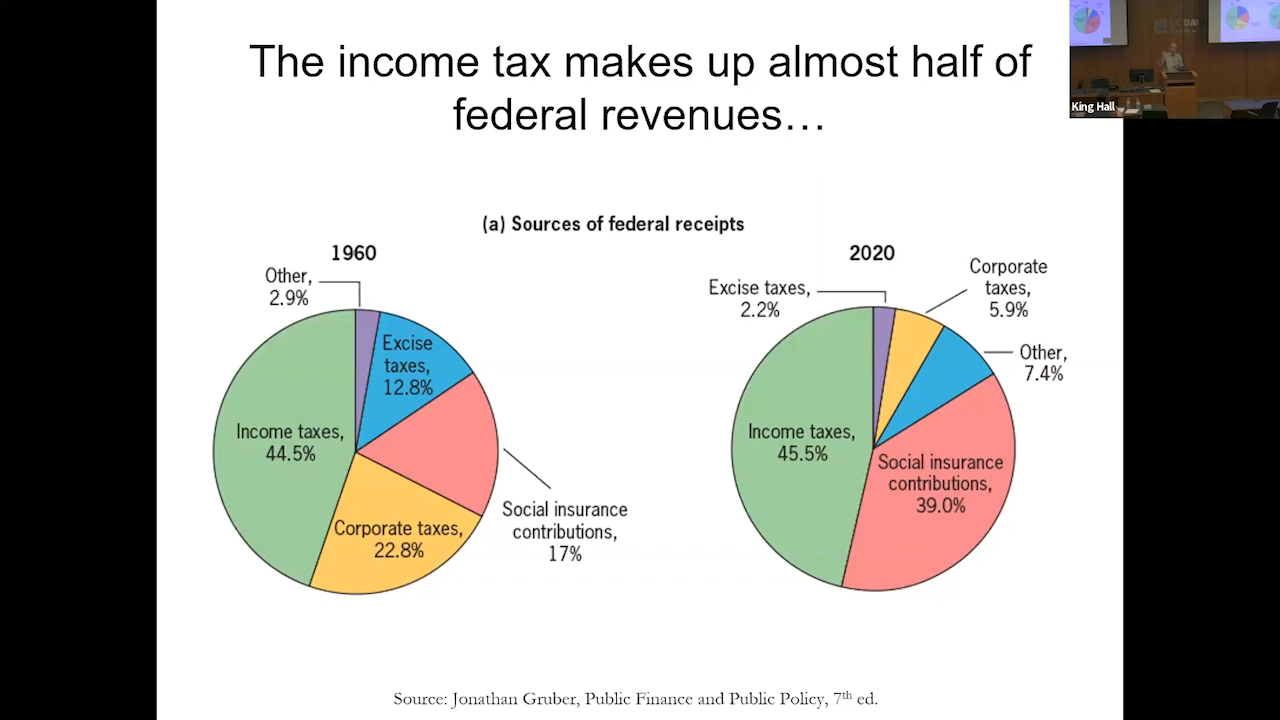 The income tax makes up almost half of
federal revenues…
King Hall
(a) Sources of federal receipts
1960
Other,
2.9%
Excise
taxes,
12.8%
Income taxes,
44.5%
Corporate taxes,
22.8%
Social insurance
contributions,
17%
2020
Excise taxes,
2.2%
Corporate
taxes,
5.9%
Other,
7.4%
Income taxes,
45.5%
Social insurance
contributions,
39.0%
Source: Jonathan Gruber, Public Finance and Public Policy, 7th ed.